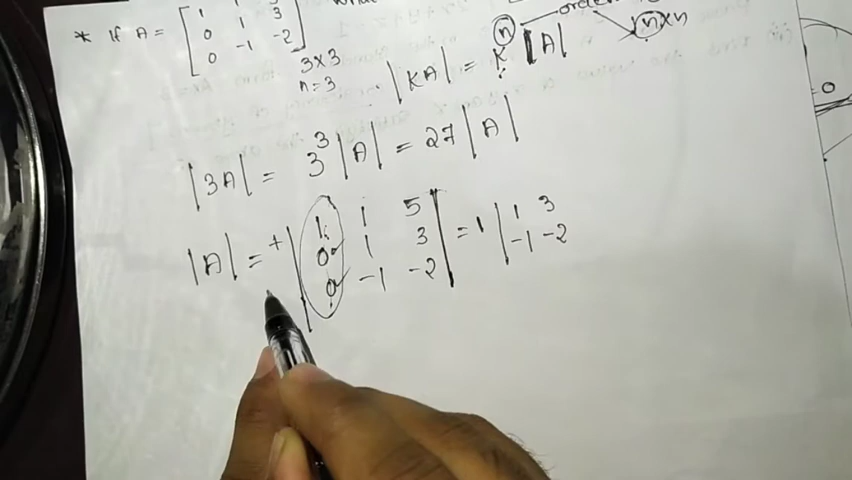 * If A = [ 1 1
0 1 3
0 -1 -2 ]
3×3
n=3
|KA| = K^n |A|
order
n×n
|3A| = 3^3 |A| = 27 |A|
|A| = + | 1 1 5 | = 1 | 1 3 |
| 0 1 3 | | -1 -2 |
| 0 -1 -2 |